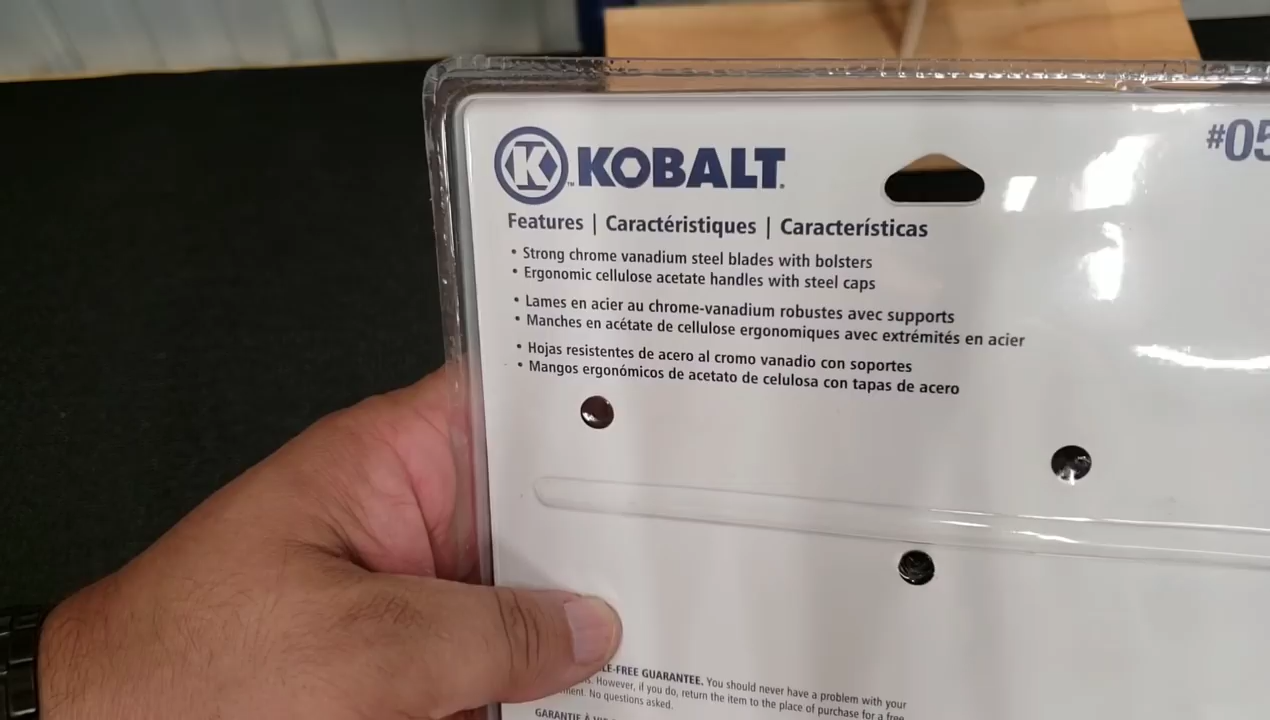 K™ KOBALT.
#05
Features | Caractéristiques | Características
• Strong chrome vanadium steel blades with bolsters
• Ergonomic cellulose acetate handles with steel caps
• Lames en acier au chrome-vanadium robustes avec supports
• Manches en acétate de cellulose ergonomiques avec extrémités en acier
• Hojas resistentes de acero al cromo vanadio con soportes
• Mangos ergonómicos de acetato de celulosa con tapas de acero
LE-FREE GUARANTEE. You should never have a problem with your
However, if you do, return the item to the place of purchase for a free
ment. No questions asked.
GARANTIE À